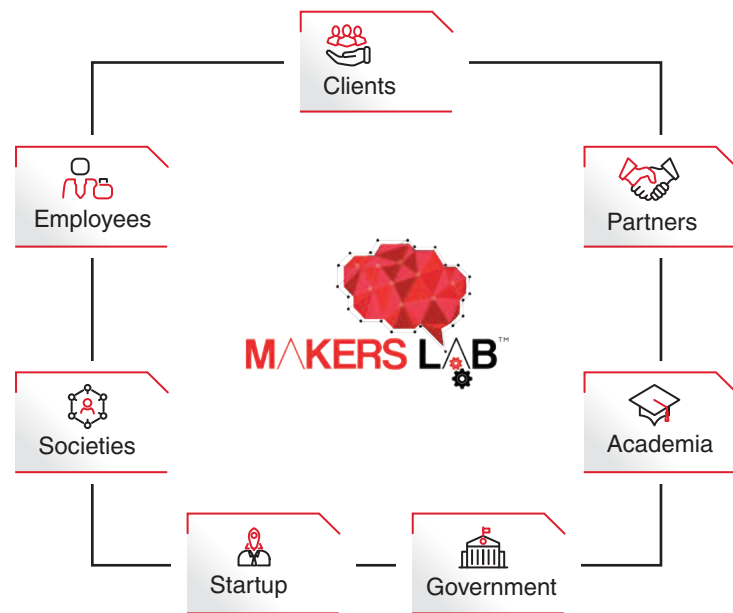 Clients
Employees
Partners
MAKERS LAB™
Societies
Academia
Startup
Government